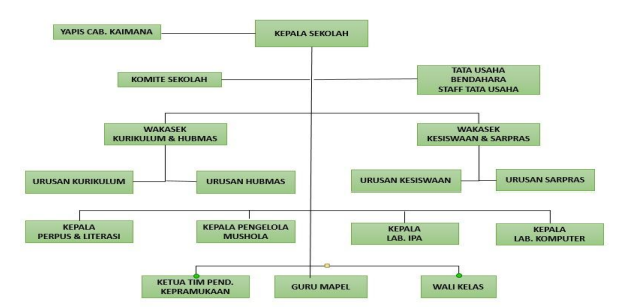 YAPIS CAB. KAIMANA
KEPALA SEKOLAH
KOMITE SEKOLAH
TATA USAHA
BENDAHARA
STAFF TATA USAHA
WAKASEK
KURIKULUM & HUBMAS
WAKASEK
KESISWAAN & SARPRAS
URUSAN KURIKULUM
URUSAN HUBMAS
URUSAN KESISWAAN
URUSAN SARPRAS
KEPALA
PERPUS & LITERASI
KEPALA PENGELOLA
MUSHOLA
KEPALA
LAB. IPA
KEPALA
LAB. KOMPUTER
KETUA TIM PEND.
KEPRAMUKAAN
GURU MAPEL
WALI KELAS